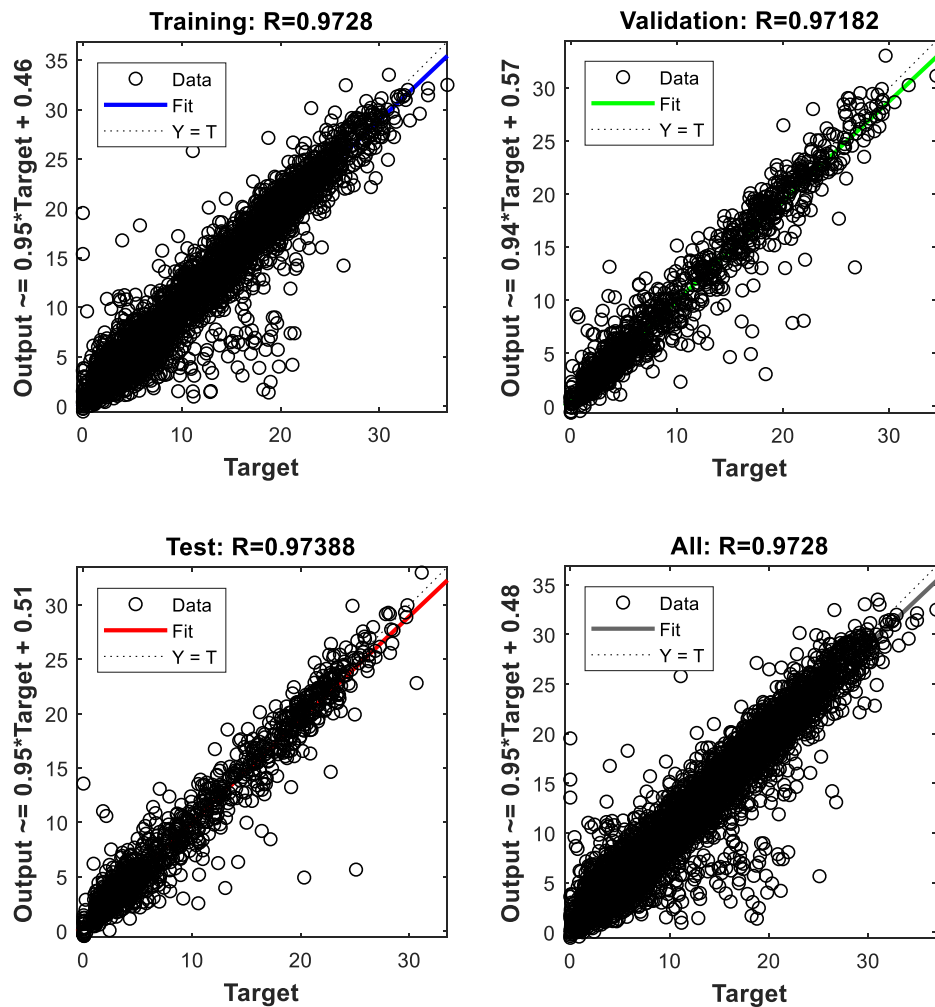 Training: R=0.9728
Output ~= 0.95*Target + 0.46
35
30
25
20
15
10
5
0
Data
Fit
Y = T
0 10 20 30
Target
Validation: R=0.97182
Output ~= 0.94*Target + 0.57
30
25
20
15
10
5
0
Data
Fit
Y = T
0 10 20 30
Target
Test: R=0.97388
Output ~= 0.95*Target + 0.51
30
25
20
15
10
5
0
Data
Fit
Y = T
0 10 20 30
Target
All: R=0.9728
Output ~= 0.95*Target + 0.48
35
30
25
20
15
10
5
0
Data
Fit
Y = T
0 10 20 30
Target